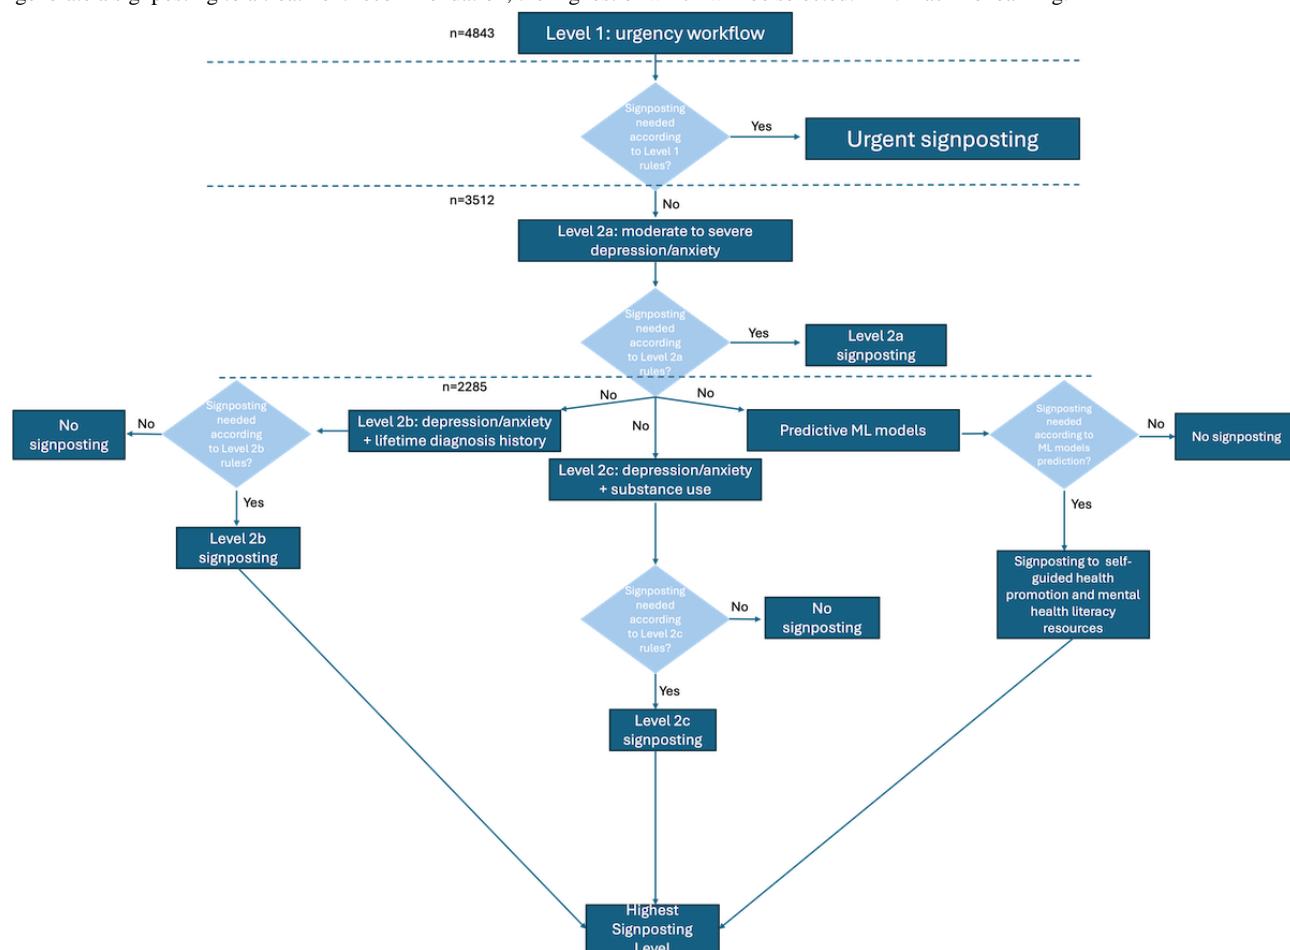 n=4843
Level 1: urgency workflow
Signposting
needed
according
to Level 1
rules?
Yes
Urgent signposting
n=3512
No
Level 2a: moderate to severe
depression/anxiety
Signposting
needed
according
to Level 2a
rules?
Yes
Level 2a
signposting
n=2285
No
No
No
No
signposting
No
Signposting
needed
according
to Level 2b
rules?
Level 2b: depression/anxiety
+ lifetime diagnosis history
Predictive ML models
Signposting
needed
according to
ML models
prediction?
No
No signposting
Level 2c: depression/anxiety
+ substance use
Yes
Level 2b
signposting
Yes
Signposting to self-
guided health
promotion and mental
health literacy
resources
Signposting
needed
according
to Level 2c
rules?
No
No
signposting
Yes
Level 2c
signposting
Highest
Signposting
Level